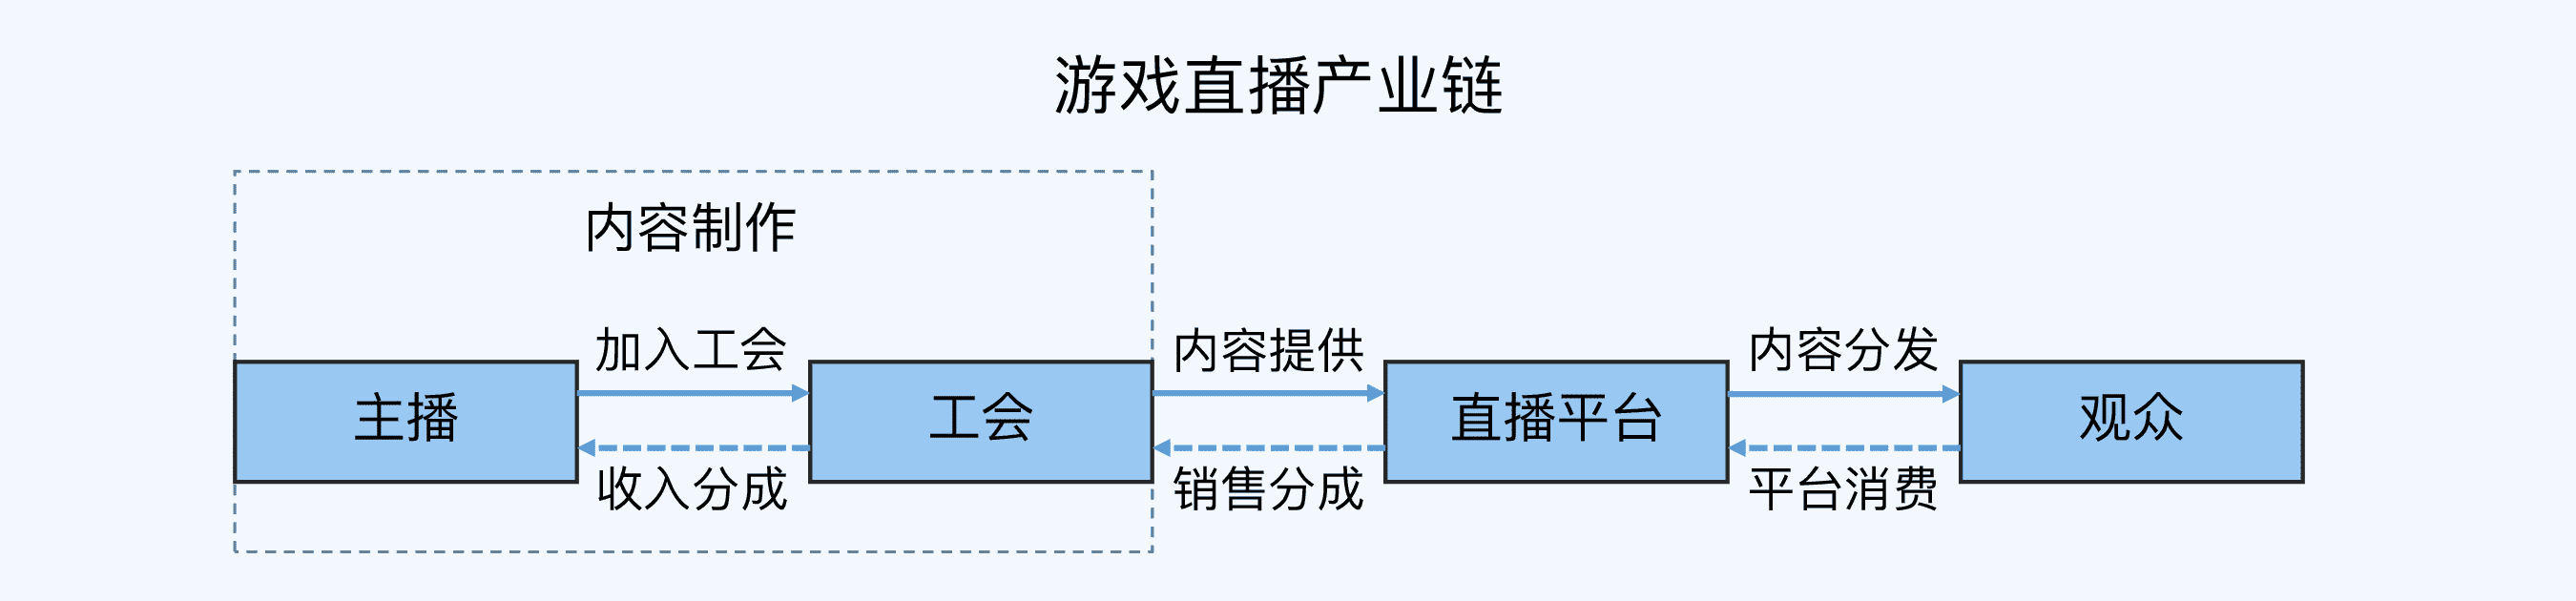 游戏直播产业链
内容制作
加入工会
内容提供
内容分发
主播
工会
直播平台
观众
收入分成
销售分成
平台消费